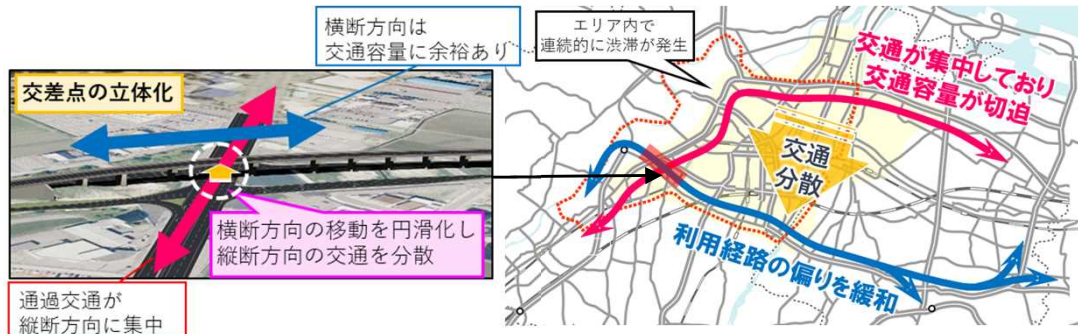 横断方向は
交通容量に余裕あり
エリア内で
連続的に渋滞が発生
交差点の立体化
交通が集中しており
交通容量が切迫
交通
分散
横断方向の移動を円滑化し
縦断方向の交通を分散
利用経路の偏りを緩和
通過交通が
縦断方向に集中